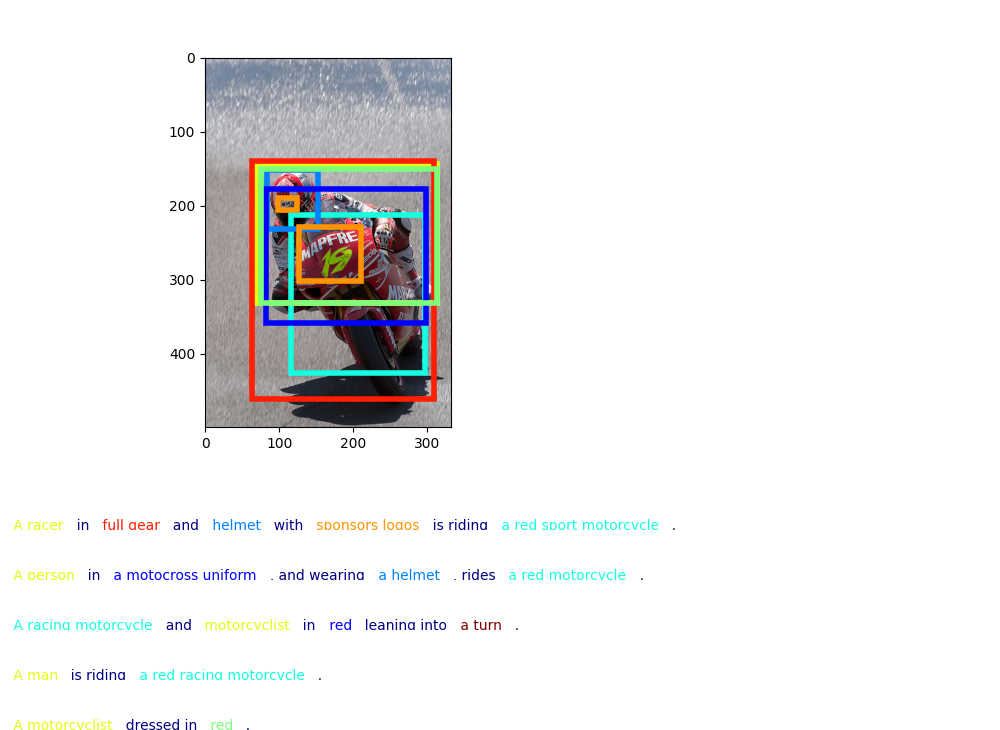 0
100
200
300
400
0 100 200 300
MAPFRE
19
A racer in full gear and helmet with sponsors logos is riding a red sport motorcycle .
A person in a motocross uniform , and wearing a helmet , rides a red motorcycle .
A racing motorcycle and motorcyclist in red leaning into a turn .
A man is riding a red racing motorcycle .
A motorcyclist dressed in red .